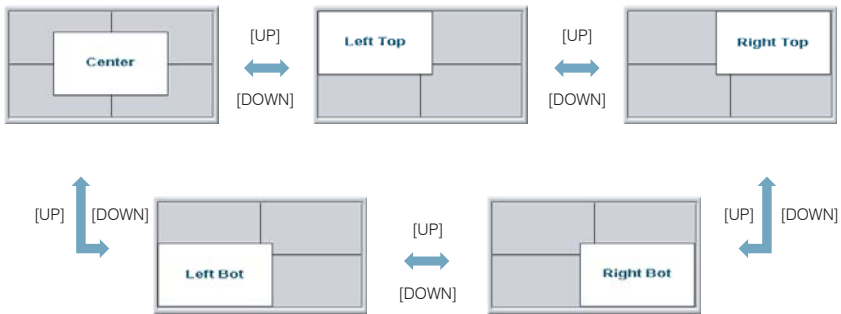 Center
[UP]
[DOWN]
Left Top
[UP]
[DOWN]
Right Top
[UP] [DOWN]
Left Bot
[UP]
[DOWN]
Right Bot
[UP] [DOWN]